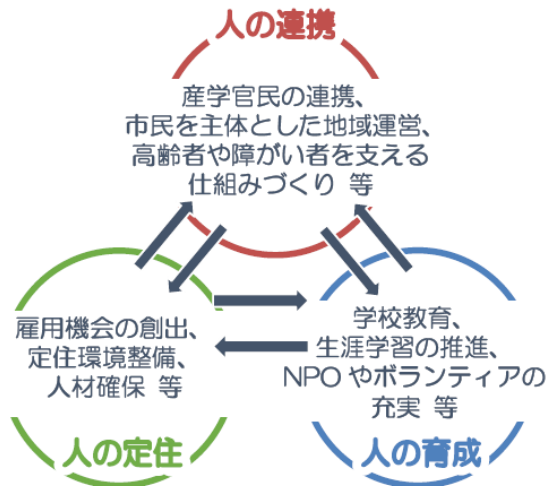 人の連携
産学官民の連携、
市民を主体とした地域運営、
高齢者や障がい者を支える
仕組みづくり 等
雇用機会の創出、
定住環境整備、
人材確保 等
人の定住
学校教育、
生涯学習の推進、
NPO やボランティアの
充実 等
人の育成